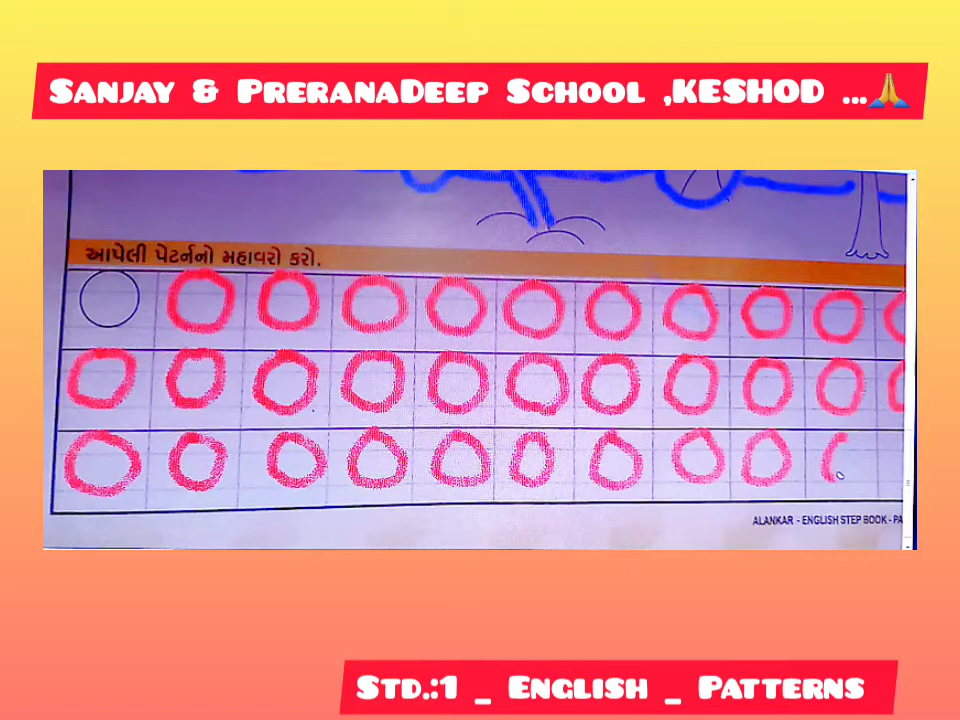 Sanjay & PreranaDeep School ,KESHOD ...🙏
આપેલી પેટર્નનો મહાવરો કરો.
ALANKAR - ENGLISH STEP BOOK - PA
Std.:1 _ English _ Patterns